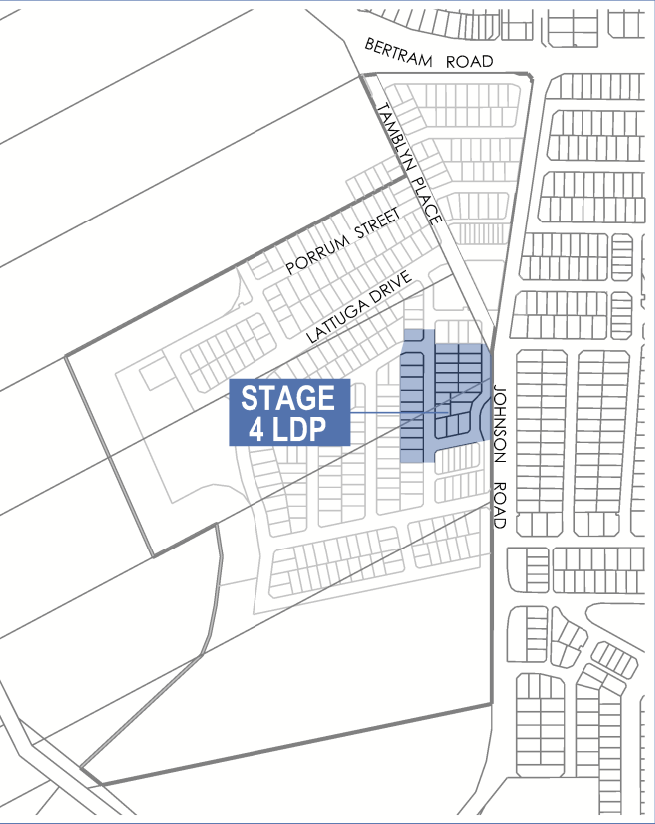 BERTRAM ROAD
TAMBLYN PLACE
PORRUM STREET
LATTUGA DRIVE
STAGE
4 LDP
JOHNSON ROAD